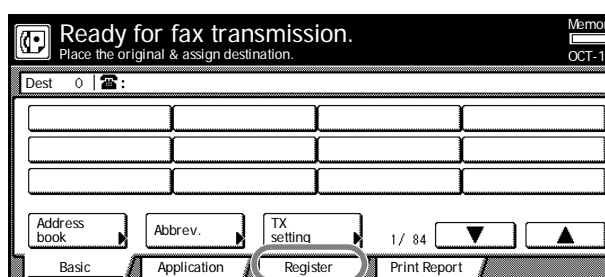 Ready for fax transmission.
Place the original & assign destination.
Memor
OCT-1
Dest 0 ☎:
Address
book
Abbrev.
TX
setting
1/ 84
Basic
Application
Register
Print Report